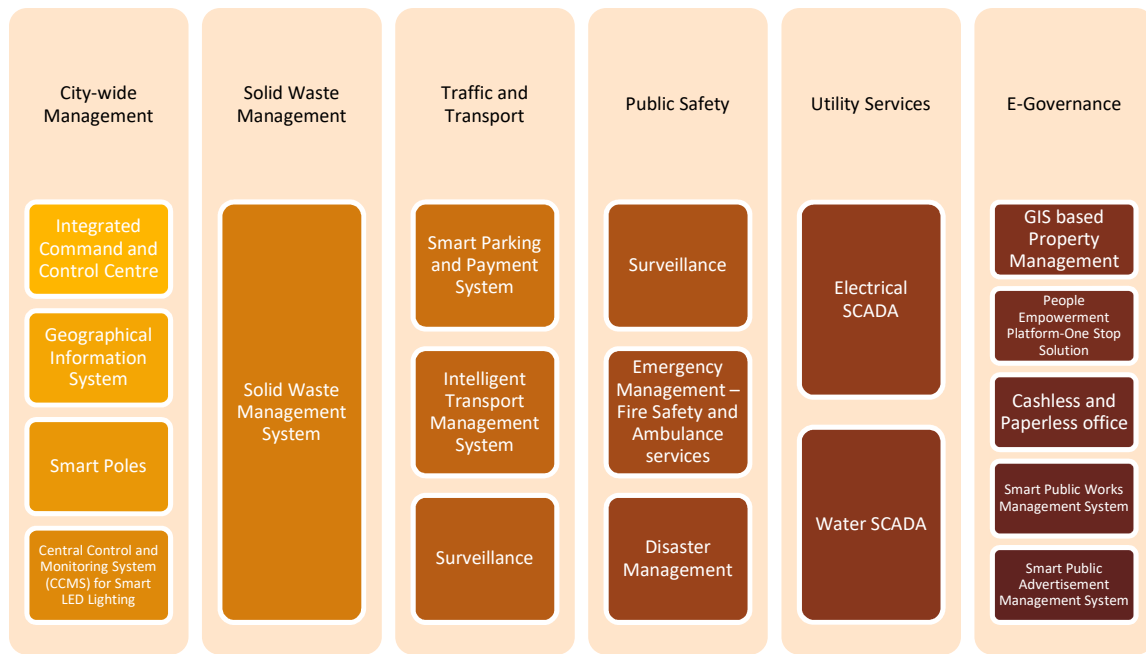 City-wide
Management
Integrated
Command and
Control Centre
Geographical
Information
System
Smart Poles
Central Control and
Monitoring System
(CCMS) for Smart
LED Lighting
Solid Waste
Management
Solid Waste
Management
System
Traffic and
Transport
Smart Parking
and Payment
System
Intelligent
Transport
Management
System
Surveillance
Public Safety
Surveillance
Emergency
Management –
Fire Safety and
Ambulance
services
Disaster
Management
Utility Services
Electrical
SCADA
Water SCADA
E-Governance
GIS based
Property
Management
People
Empowerment
Platform-One Stop
Solution
Cashless and
Paperless office
Smart Public Works
Management System
Smart Public
Advertisement
Management System